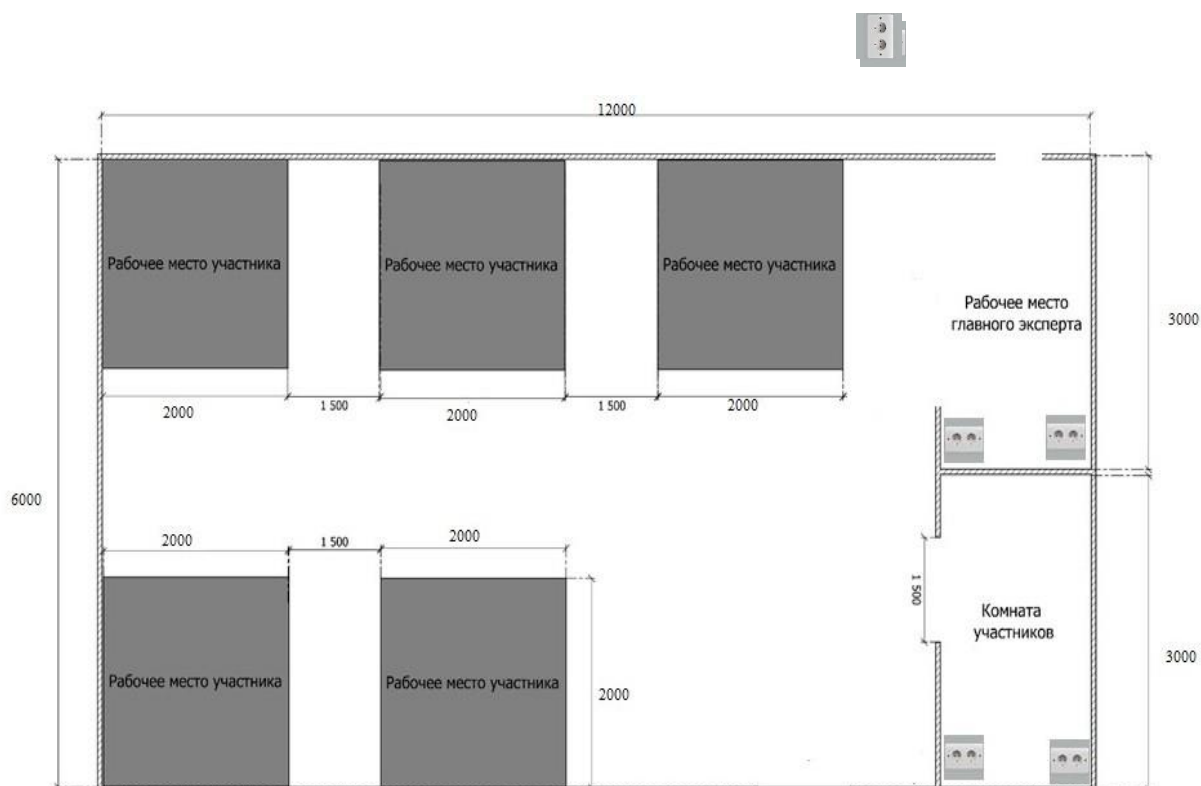 12000
Рабочее место участника
Рабочее место участника
Рабочее место участника
Рабочее место
главного эксперта
3000
2000
1 500
2000
1 500
2000
6000
2000
1 500
2000
1 500
Комната
участников
3000
Рабочее место участника
Рабочее место участника
2000